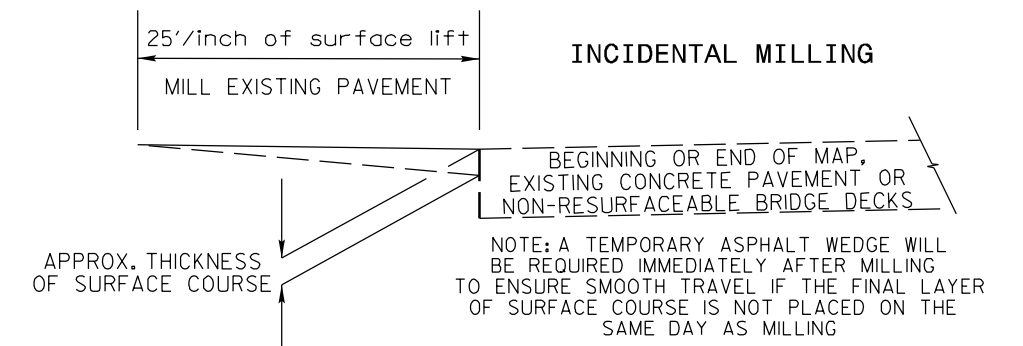 25'/inch of surface lift
INCIDENTAL MILLING
MILL EXISTING PAVEMENT
BEGINNING OR END OF MAP,
EXISTING CONCRETE PAVEMENT OR
NON-RESURFACEABLE BRIDGE DECKS
APPROX. THICKNESS
OF SURFACE COURSE
NOTE: A TEMPORARY ASPHALT WEDGE WILL
BE REQUIRED IMMEDIATELY AFTER MILLING
TO ENSURE SMOOTH TRAVEL IF THE FINAL LAYER
OF SURFACE COURSE IS NOT PLACED ON THE
SAME DAY AS MILLING